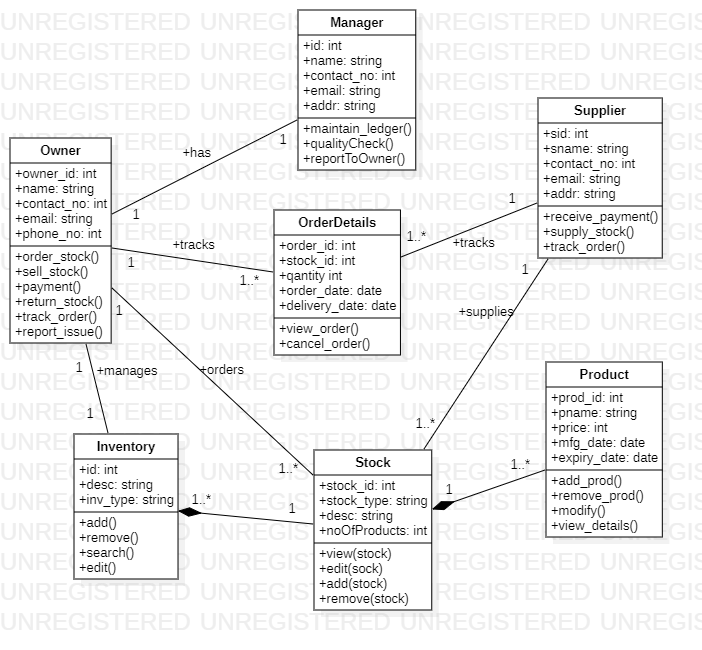 Manager
+id: int
+name: string
+contact_no: int
+email: string
+addr: string
+maintain_ledger()
+qualityCheck()
+reportToOwner()
Supplier
+sid: int
+sname: string
+contact_no: int
+email: string
+addr: string
+receive_payment()
+supply_stock()
+track_order()
Owner
+owner_id: int
+name: string
+contact_no: int
+email: string
+phone_no: int
+order_stock()
+sell_stock()
+payment()
+return_stock()
+track_order()
+report_issue()
+has
1
1
OrderDetails
+order_id: int
+stock_id: int
+qantity int
+order_date: date
+delivery_date: date
+view_order()
+cancel_order()
+tracks
1
1..*
+tracks
1
1..*
+supplies
1
1..*
+orders
1
1..*
+manages
1
1
Product
+prod_id: int
+pname: string
+price: int
+mfg_date: date
+expiry_date: date
+add_prod()
+remove_prod()
+modify()
+view_details()
Inventory
+id: int
+desc: string
+inv_type: string
+add()
+remove()
+search()
+edit()
1..*
1
Stock
+stock_id: int
+stock_type: string
+desc: string
+noOfProducts: int
+view(stock)
+edit(sock)
+add(stock)
+remove(stock)
1
1..*
UNREGISTERED